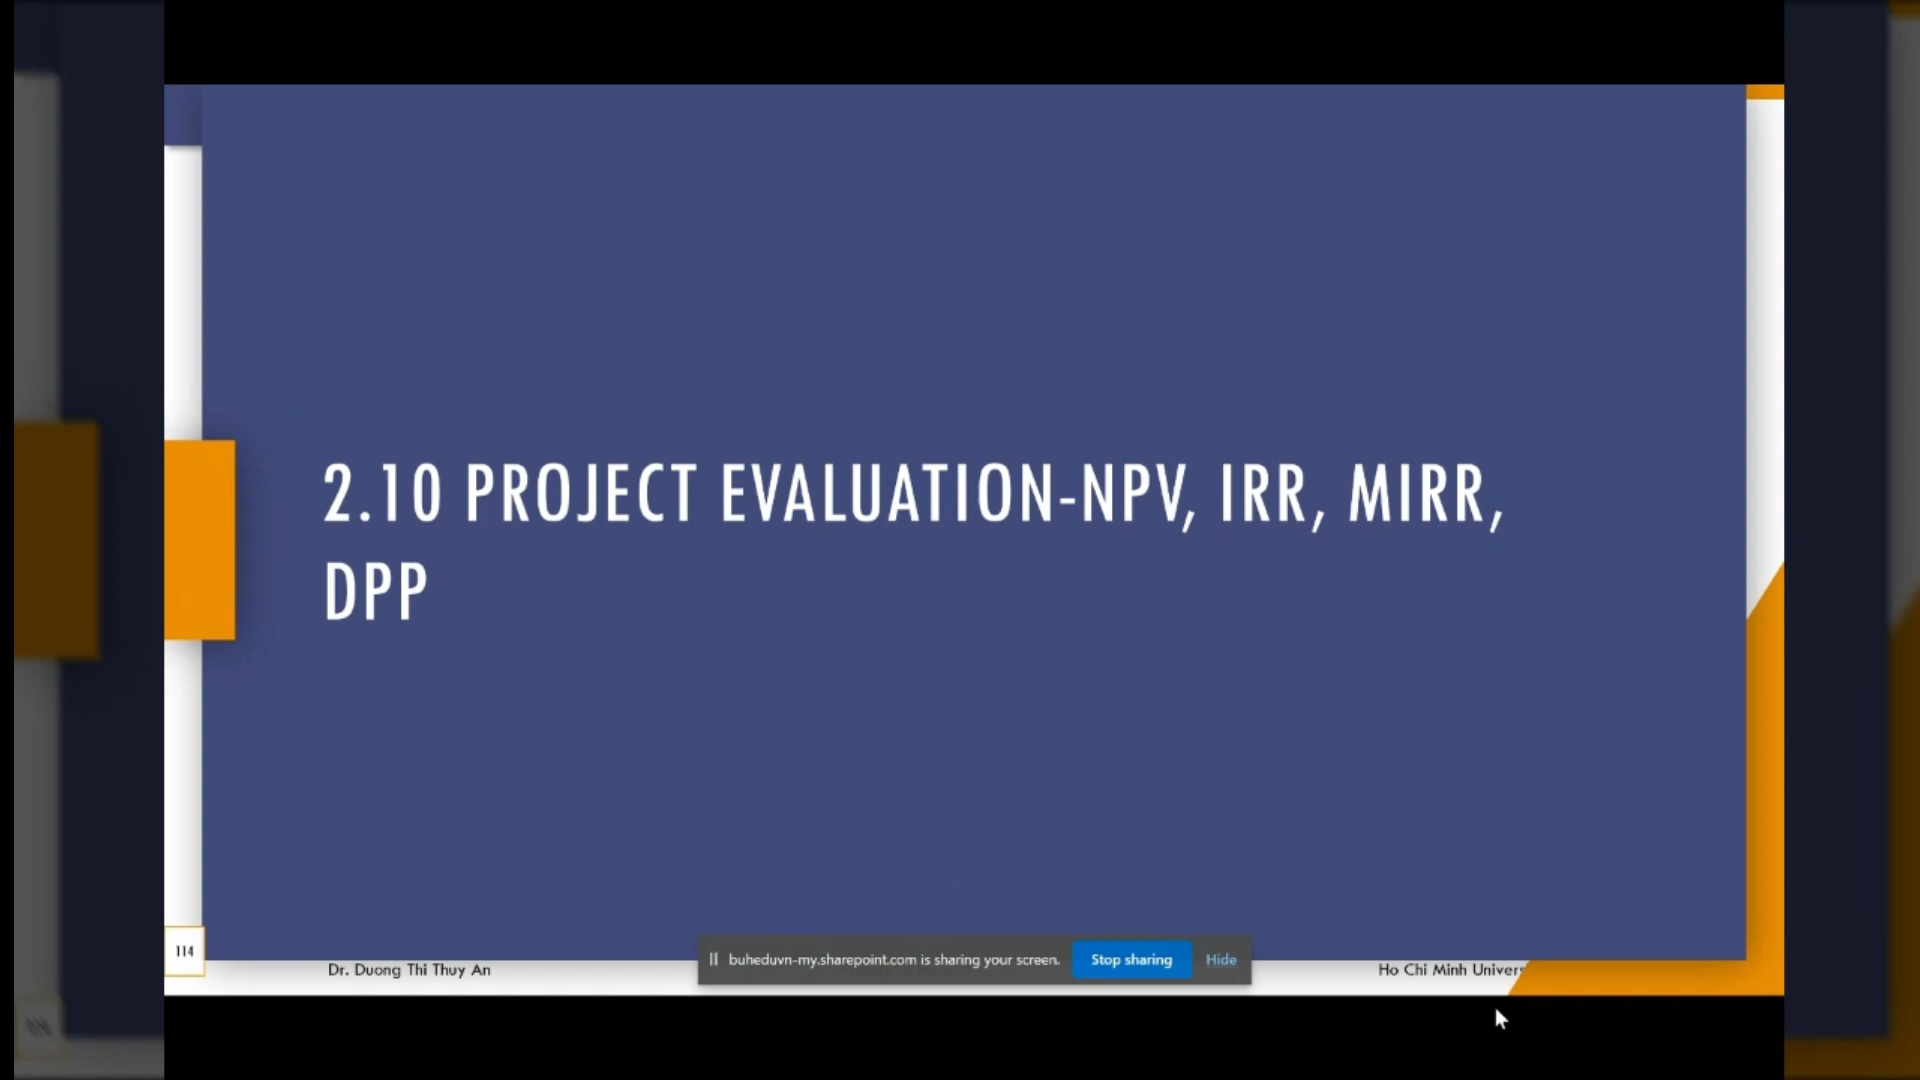 2.10 PROJECT EVALUATION-NPV, IRR, MIRR,
DPP
114
Dr. Duong Thi Thuy An
buheduvn-my.sharepoint.com is sharing your screen.
Stop sharing
Hide
Ho Chi Minh Univers